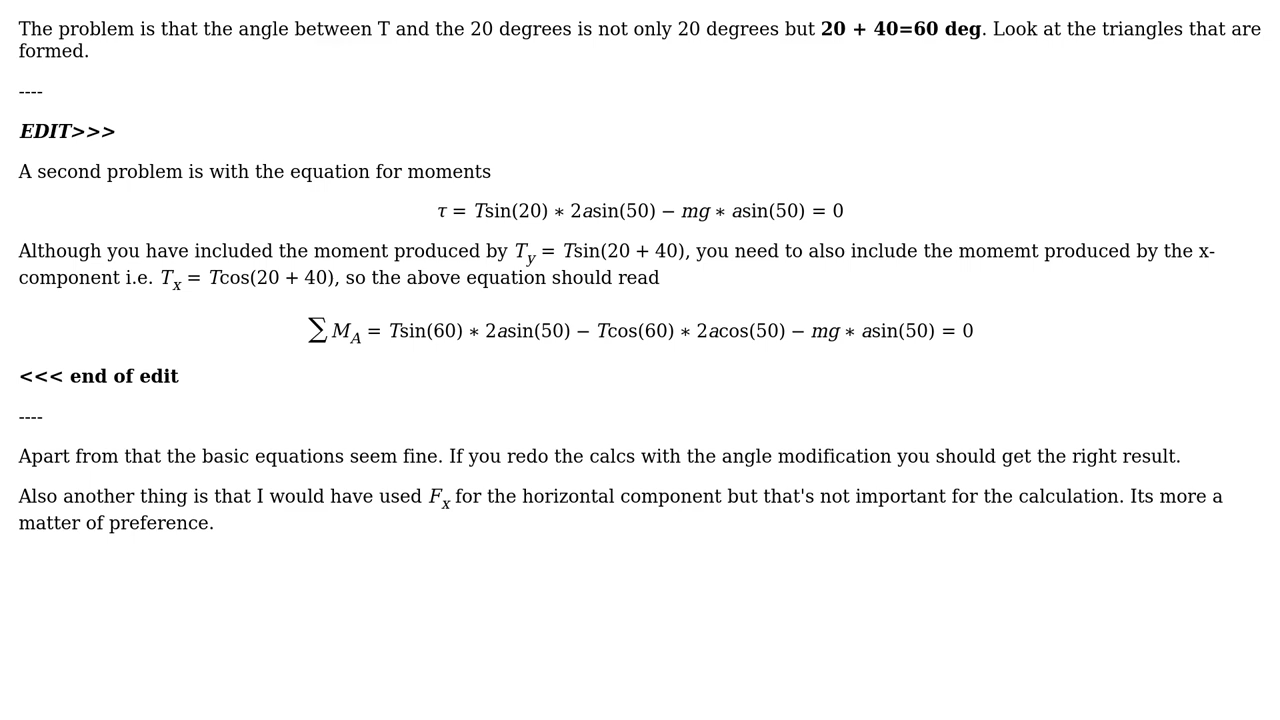 The problem is that the angle between T and the 20 degrees is not only 20 degrees but 20 + 40=60 deg. Look at the triangles that are
formed.
----
EDIT>>>
A second problem is with the equation for moments
τ = Tsin(20) ∗ 2asin(50) − mg ∗ asin(50) = 0
Although you have included the moment produced by T_y = Tsin(20 + 40), you need to also include the momemt produced by the x-
component i.e. T_x = Tcos(20 + 40), so the above equation should read
∑ M_A = Tsin(60) ∗ 2asin(50) − Tcos(60) ∗ 2acos(50) − mg ∗ asin(50) = 0
<<< end of edit
----
Apart from that the basic equations seem fine. If you redo the calcs with the angle modification you should get the right result.
Also another thing is that I would have used F_x for the horizontal component but that's not important for the calculation. Its more a
matter of preference.